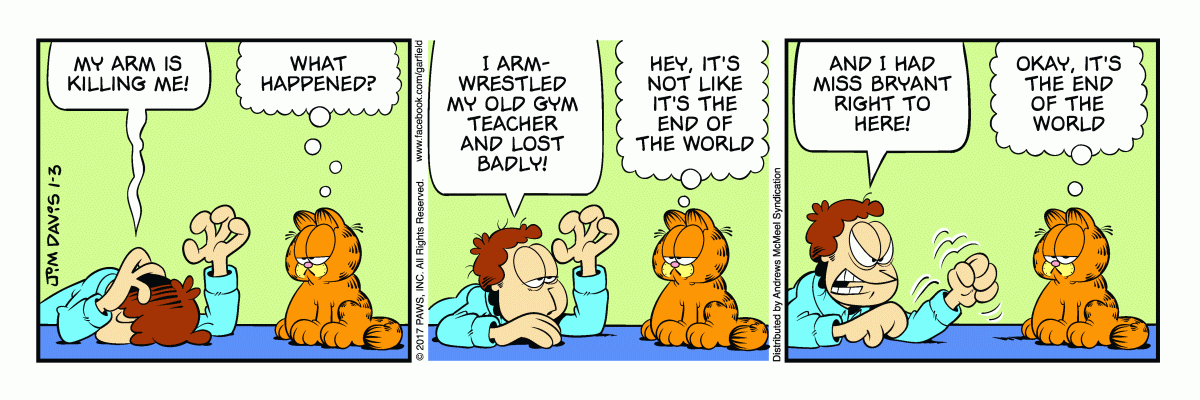 MY ARM IS
KILLING ME!
WHAT
HAPPENED?
JIM DAVIS 1-3
© 2017 PAWS, INC. All Rights Reserved. www.facebook.com/garfield
I ARM-
WRESTLED
MY OLD GYM
TEACHER
AND LOST
BADLY!
HEY, IT'S
NOT LIKE
IT'S THE
END OF
THE WORLD
Distributed by Andrews McMeel Syndication
AND I HAD
MISS BRYANT
RIGHT TO
HERE!
OKAY, IT'S
THE END
OF THE
WORLD